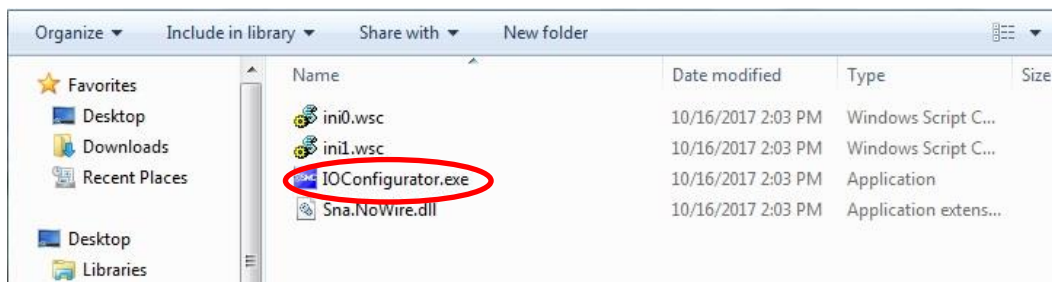 Organize Include in library Share with New folder
Favorites
Desktop
Downloads
Recent Places
Desktop
Libraries
Name Date modified Type Size
ini0.wsc 10/16/2017 2:03 PM Windows Script C...
ini1.wsc 10/16/2017 2:03 PM Windows Script C...
IOConfigurator.exe 10/16/2017 2:03 PM Application
Sna.NoWire.dll 10/16/2017 2:03 PM Application extens...